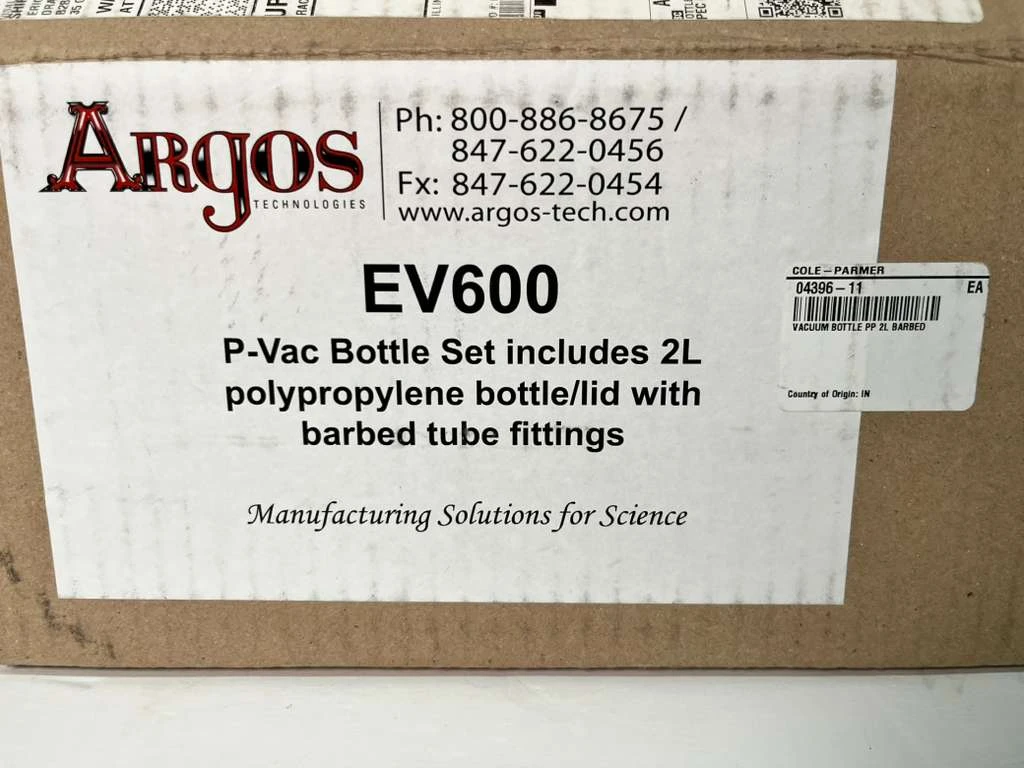 ARGOS
TECHNOLOGIES
Ph: 800-886-8675 /
847-622-0456
Fx: 847-622-0454
www.argos-tech.com
EV600
P-Vac Bottle Set includes 2L
polypropylene bottle/lid with
barbed tube fittings
Manufacturing Solutions for Science
COLE-PARMER
04396-11 EA
VACUUM BOTTLE PP 2L BARBED
Country of Origin: IN